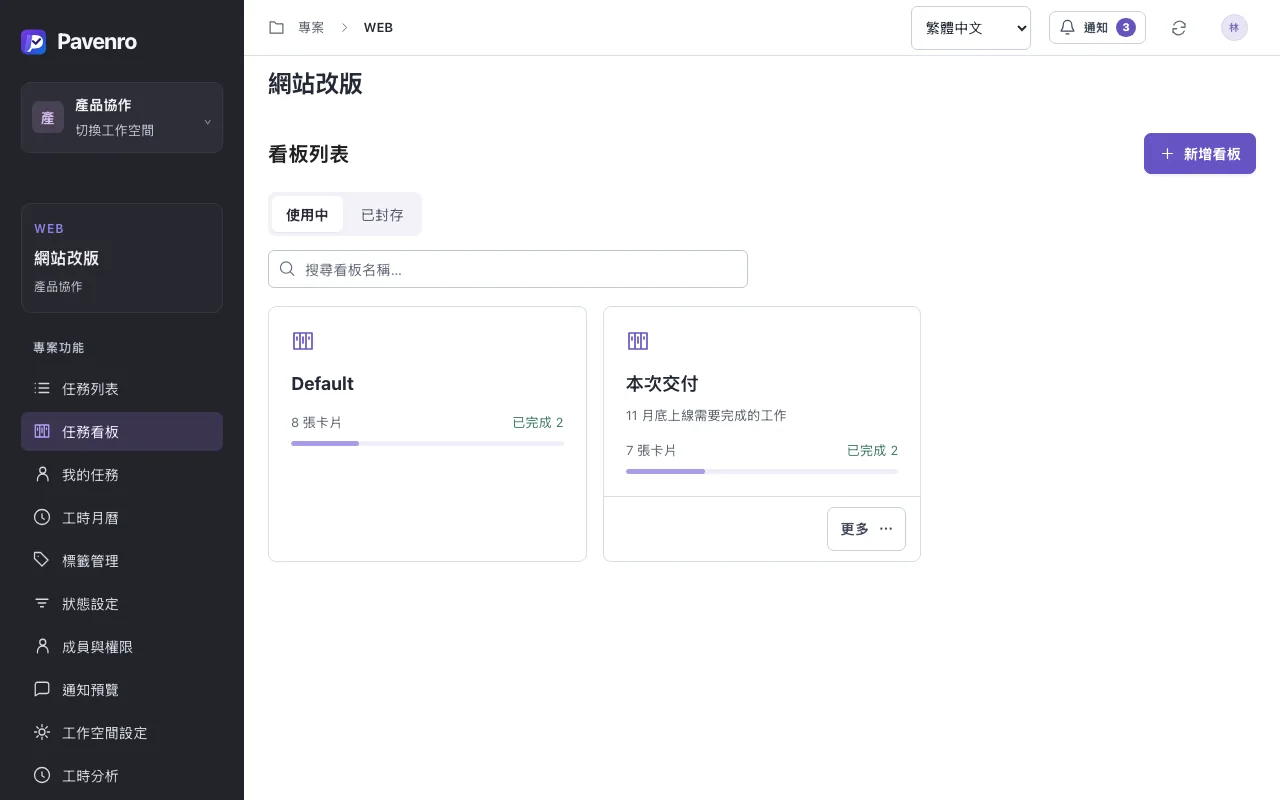 Pavenro
產
產品協作
切換工作空間
WEB
網站改版
產品協作
專案功能
任務列表
任務看板
我的任務
工時月曆
標籤管理
狀態設定
成員與權限
通知預覽
工作空間設定
工時分析
專案
WEB
繁體中文
通知 3
林
網站改版
看板列表
新增看板
使用中
已封存
搜尋看板名稱...
Default
8 張卡片
已完成 2
本次交付
11 月底上線需要完成的工作
7 張卡片
已完成 2
更多 ···